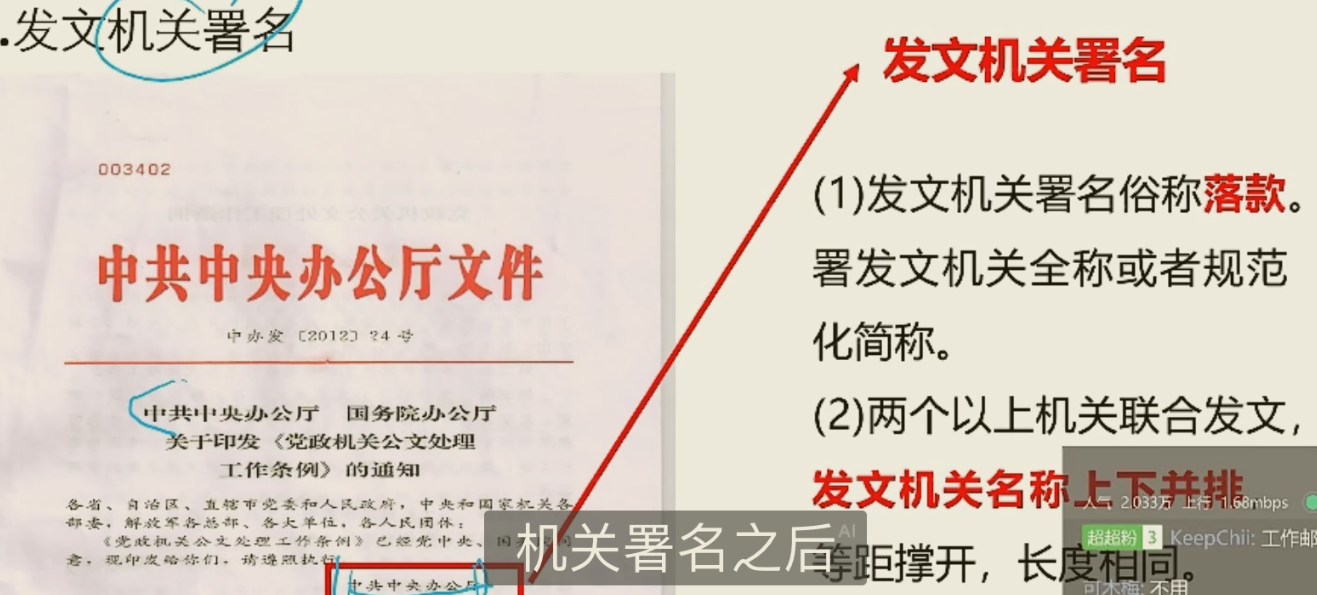 .发文机关署名
003402
中共中央办公厅文件
中办发〔2012〕24号
中共中央办公厅 国务院办公厅
关于印发《党政机关公文处理
工作条例》的通知
各省、自治区、直辖市党委和人民政府，中央和国家机关各
部委，解放军各总部、各大单位，各人民团体：
《党政机关公文处理工作条例》已经党中央、国
意，现印发给你们，请遵照执行
中共中央办公厅
发文机关署名
(1)发文机关署名俗称落款。
署发文机关全称或者规范
化简称。
(2)两个以上机关联合发文，
发文机关名称上下并排
等距撑开，长度相同。
人气 2.033万 上行 1.68mbps
超超粉 3 KeepChii: 工作邮
可木梅: 不用
机关署名之后
AI